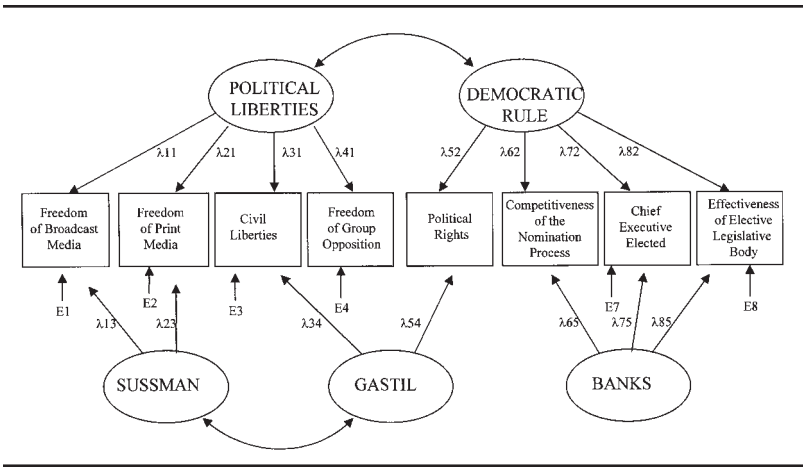 POLITICAL
LIBERTIES
DEMOCRATIC
RULE
λ11
λ21
λ31
λ41
λ52
λ62
λ72
λ82
Freedom
of Broadcast
Media
Freedom
of Print
Media
Civil
Liberties
Freedom
of Group
Opposition
Political
Rights
Competitiveness
of the
Nomination
Process
Chief
Executive
Elected
Effectiveness
of Elective
Legislative
Body
E1
E2
E3
E4
E7
E8
λ13
λ23
λ34
λ54
λ65
λ75
λ85
SUSSMAN
GASTIL
BANKS